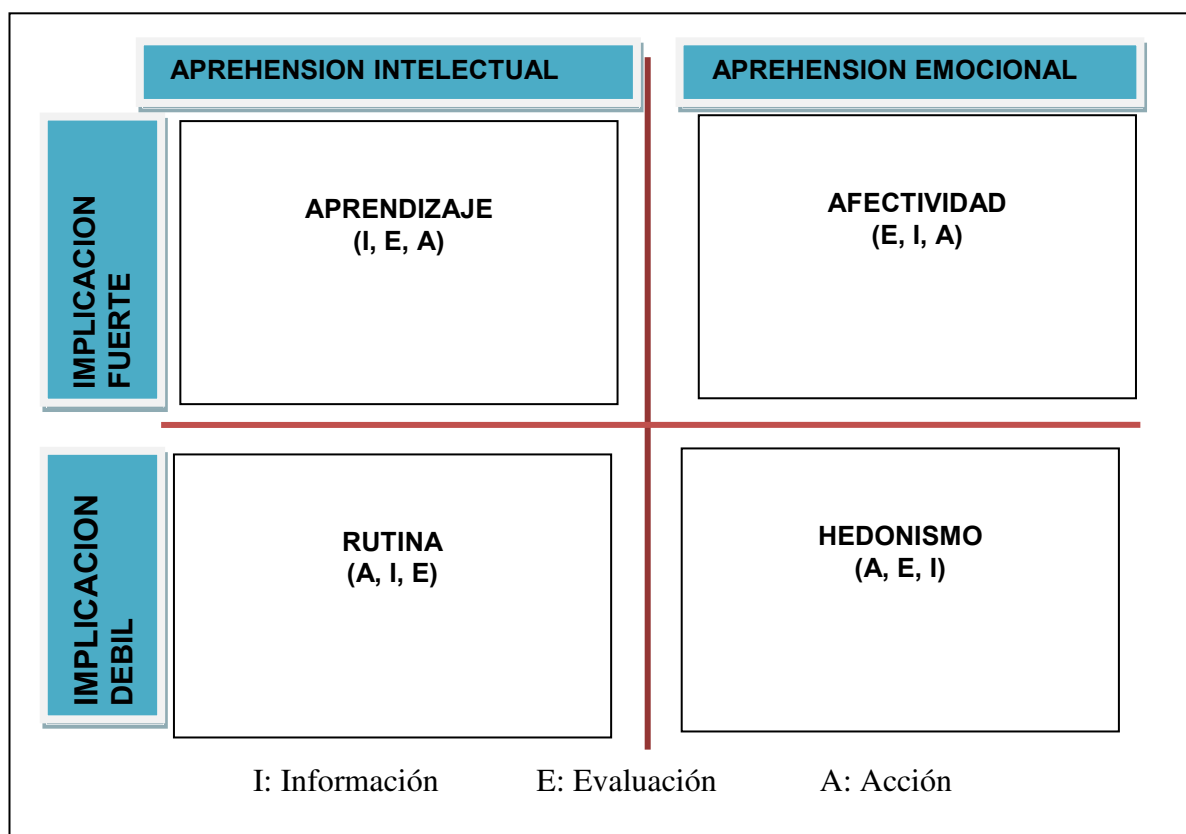 APREHENSION INTELECTUAL
APREHENSION EMOCIONAL
IMPLICACION
FUERTE
APRENDIZAJE
(I, E, A)
AFECTIVIDAD
(E, I, A)
IMPLICACION
DEBIL
RUTINA
(A, I, E)
HEDONISMO
(A, E, I)
I: Información E: Evaluación A: Acción